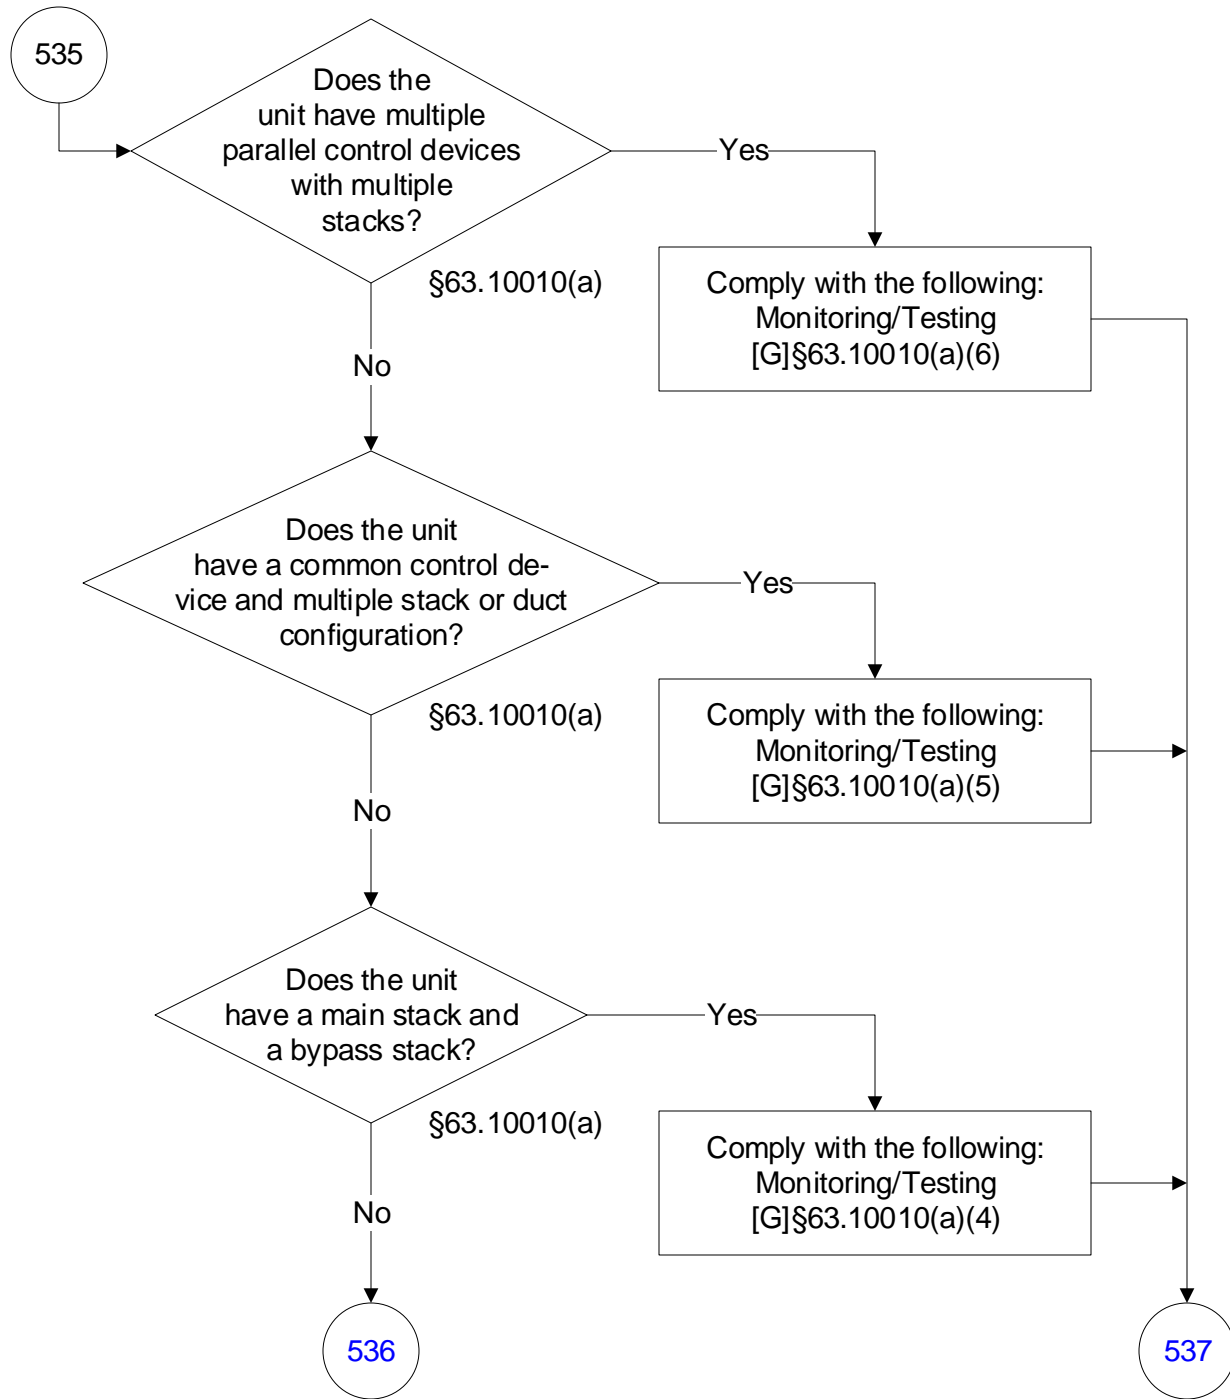 535
Does the
unit have multiple
parallel control devices
with multiple
stacks?
Yes
§63.10010(a)
Comply with the following:
Monitoring/Testing
[G]§63.10010(a)(6)
No
Does the unit
have a common control de-
vice and multiple stack or duct
configuration?
Yes
§63.10010(a)
Comply with the following:
Monitoring/Testing
[G]§63.10010(a)(5)
No
Does the unit
have a main stack and
a bypass stack?
Yes
§63.10010(a)
Comply with the following:
Monitoring/Testing
[G]§63.10010(a)(4)
No
536
537